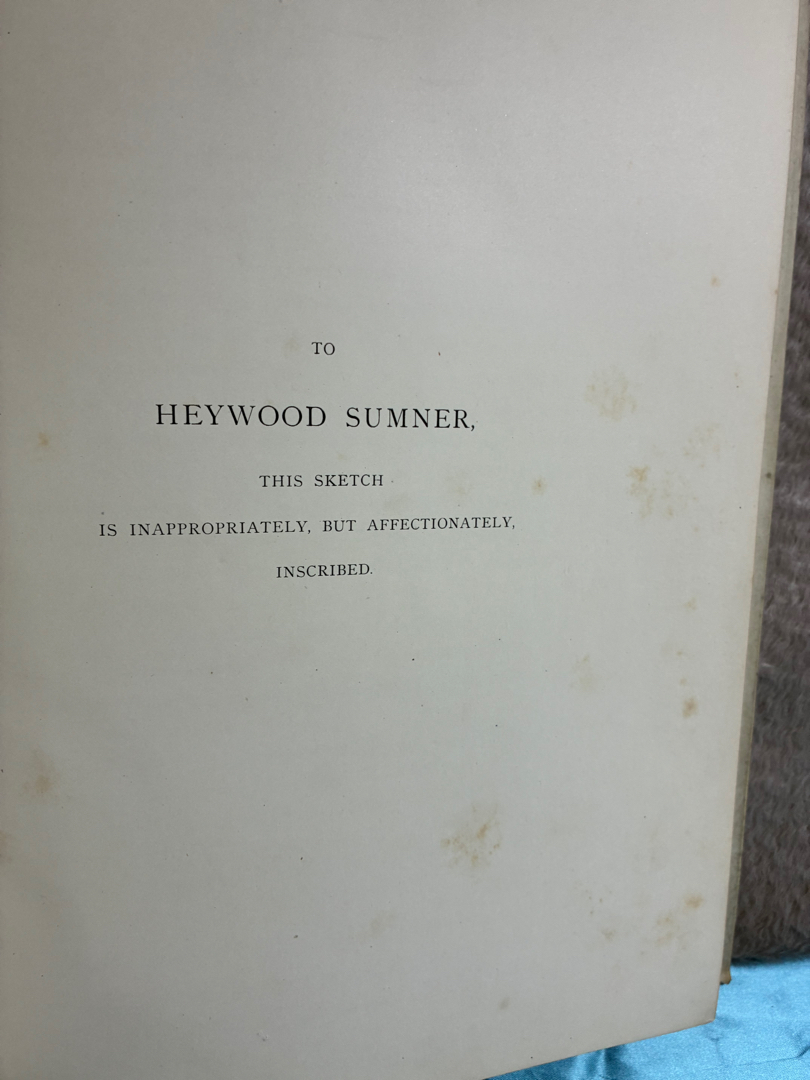 TO
HEYWOOD SUMNER,
THIS SKETCH
IS INAPPROPRIATELY, BUT AFFECTIONATELY,
INSCRIBED.